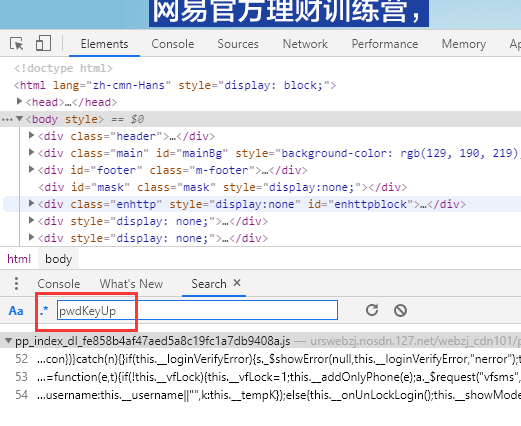 网易官方理财训练营，
Elements Console Sources Network Performance Memory A
<!doctype html>
<html lang="zh-cmn-Hans" style="display: block;">
<head>…</head>
<body style> == $0
<div class="header">…</div>
<div class="main" id="mainBg" style="background-color: rgb(129, 190, 219)
<div id="footer" class="m-footer">…</div>
<div id="mask" class="mask" style="display:none;"></div>
<div class="enhttp" style="display:none" id="enhttpblock">…</div>
<div style="display: none;">…</div>
<div style="display: none;">…</div>
html body
Console What's New Search ×
Aa .* pwdKeyUp
pp_index_dl_fe858b4af47aed5a8c19fc1a7db9408a.js — urswebzj.nosdn.127.net/webzj_cdn101/p
52 …con})}catch(n){}if(this.__loginVerifyError){s._$showError(null,this.__loginVerifyError,"nerror");t
53 …=function(e,t){if(!this.__vfLock){this.__vfLock=1;this.__addOnlyPhone(e);a._$request("vfsms",
54 …username:this.__username||"",k:this.__tempK});else{this.__onUnLockLogin();this.__showMode